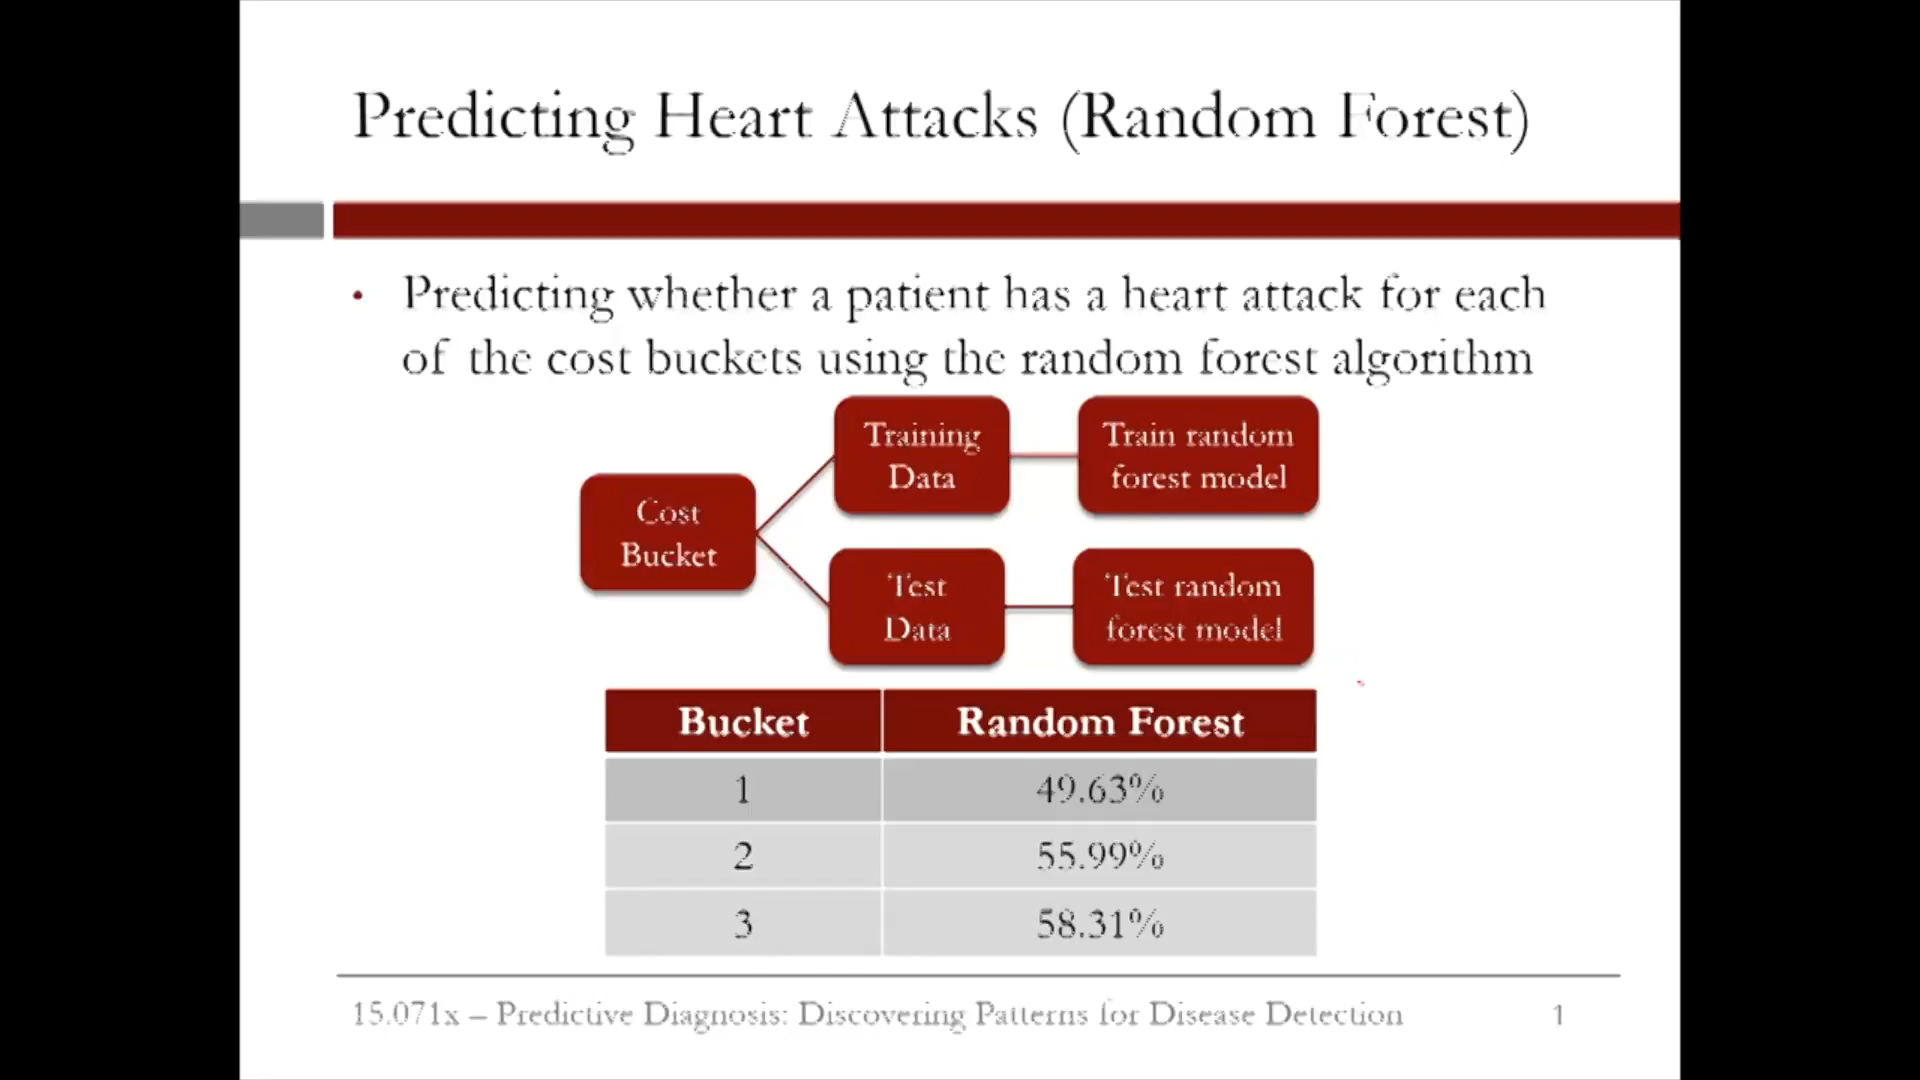 Predicting Heart Attacks (Random Forest)
• Predicting whether a patient has a heart attack for each
of the cost buckets using the random forest algorithm
Cost
Bucket
Training
Data
Train random
forest model
Test
Data
Test random
forest model
Bucket Random Forest
1 49.63%
2 55.99%
3 58.31%
15.071x – Predictive Diagnosis: Discovering Patterns for Disease Detection 1